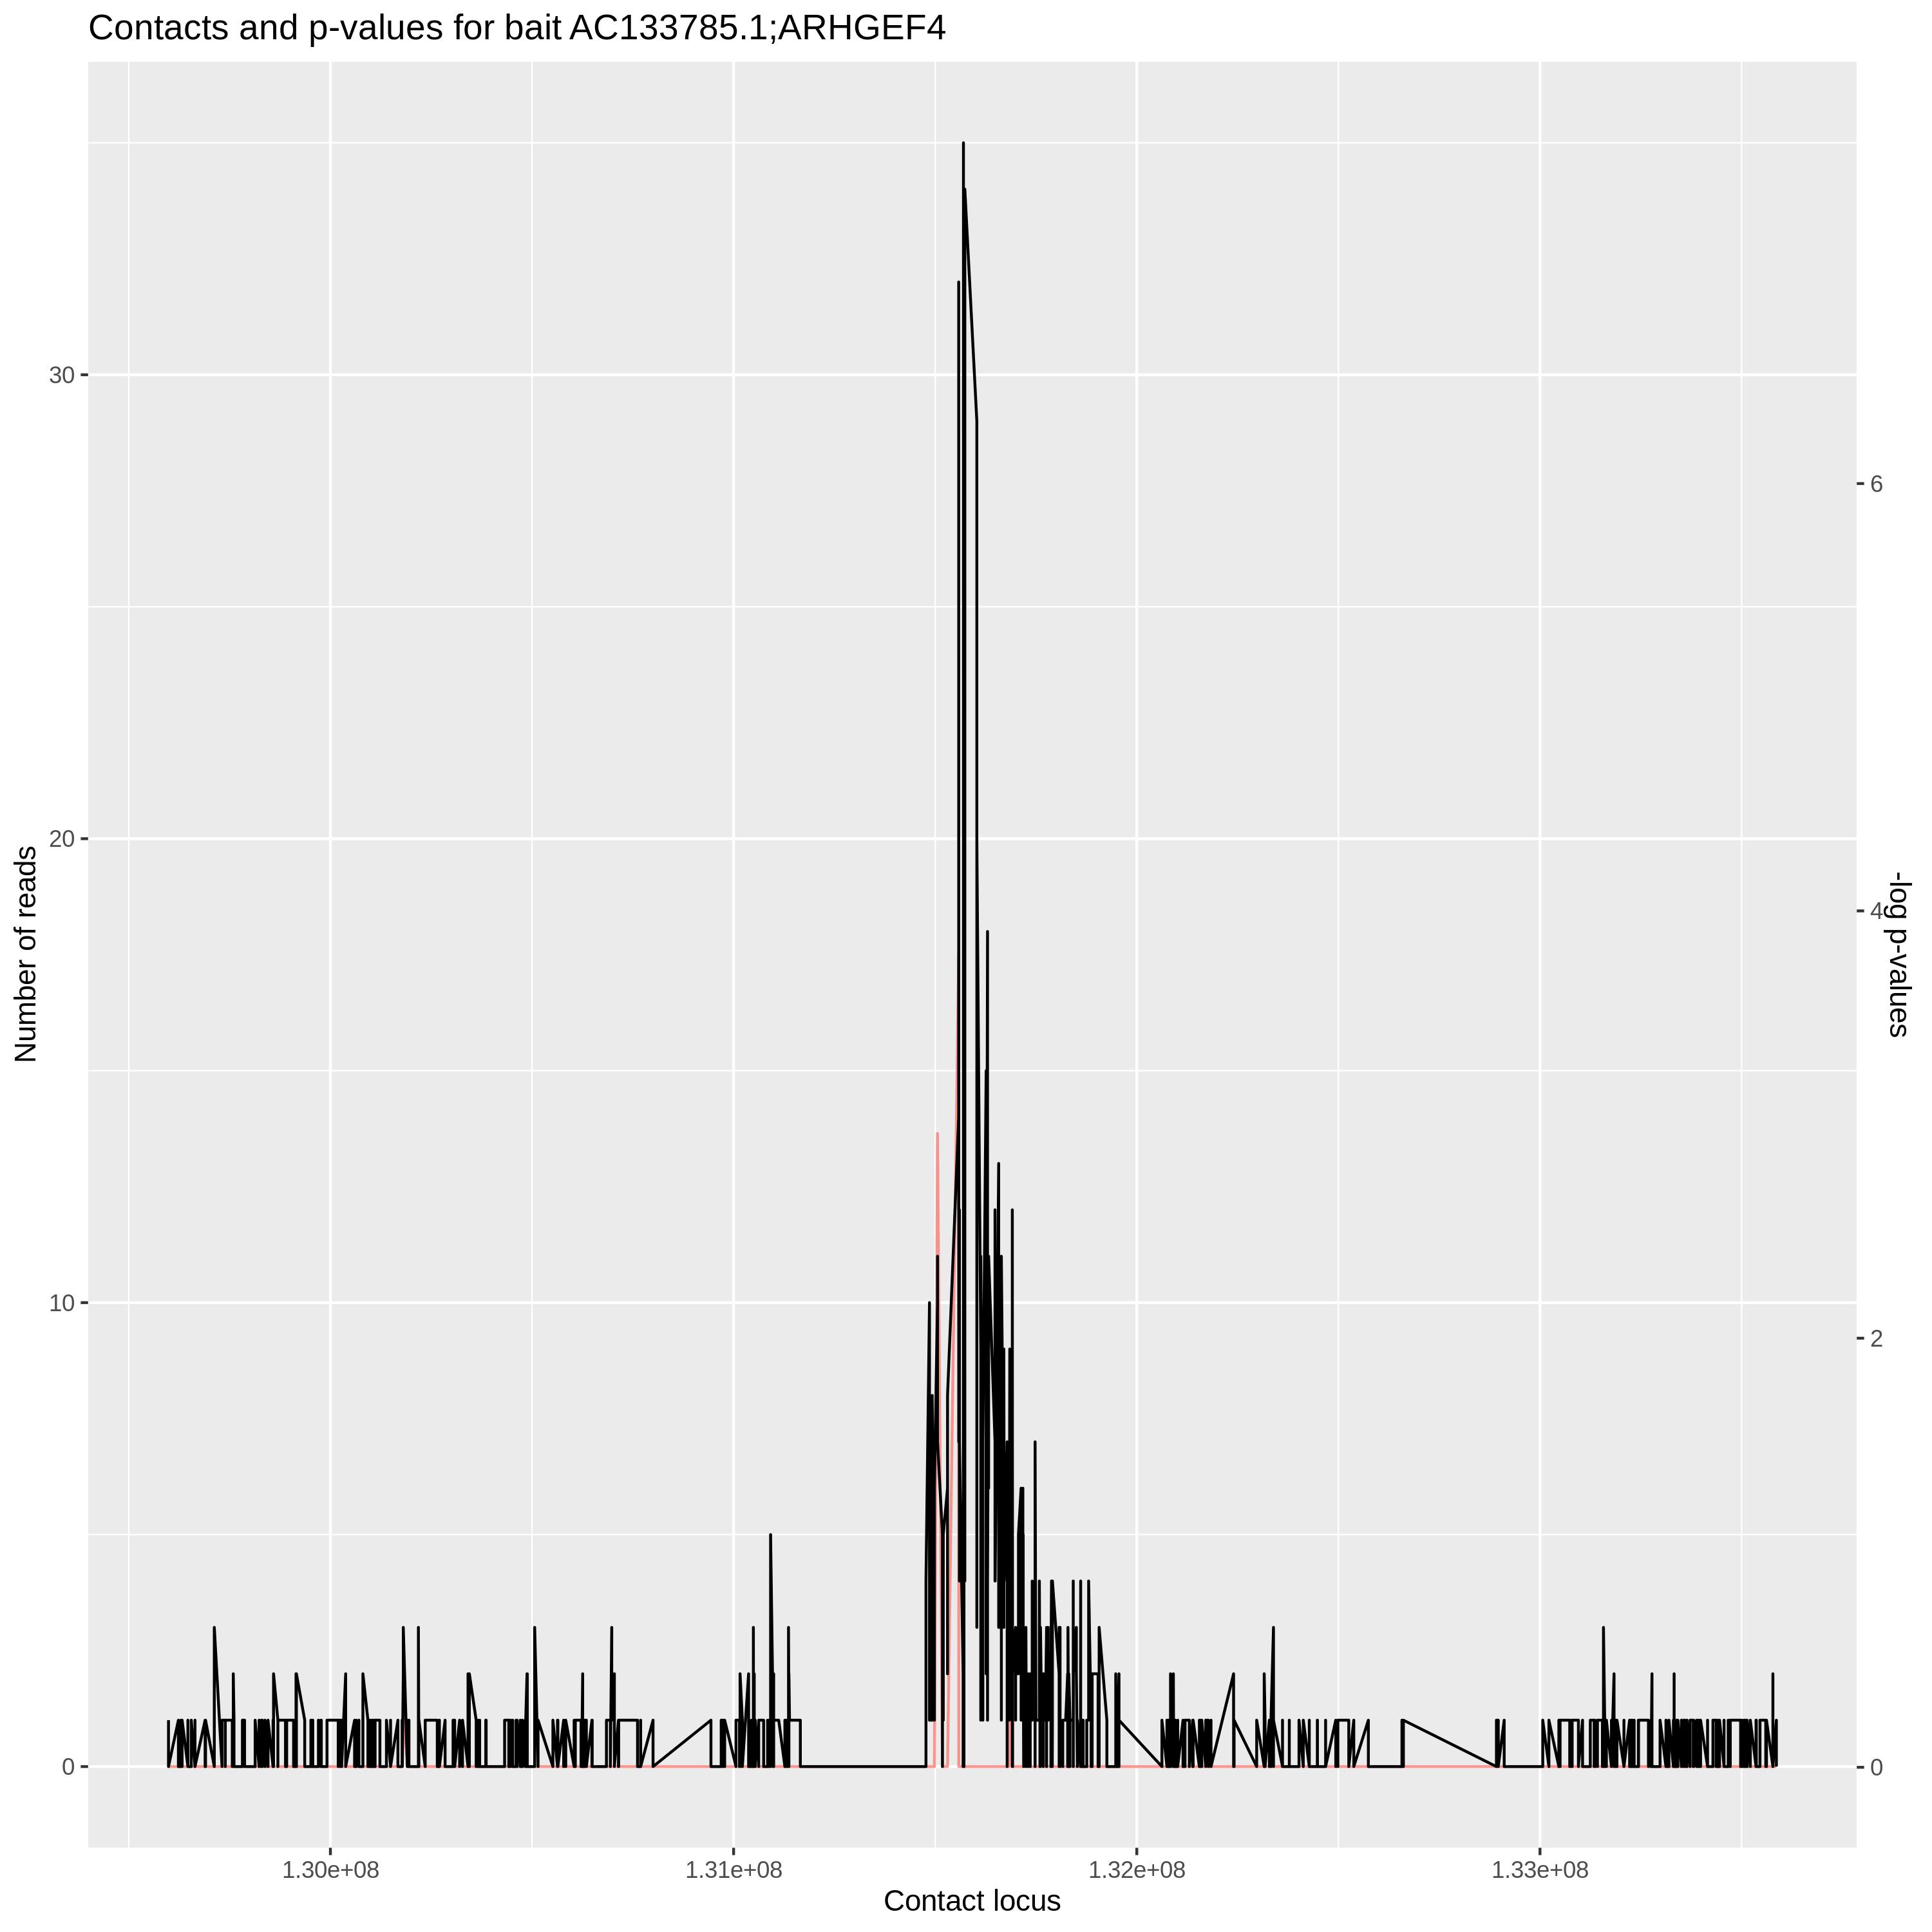 Contacts and p-values for bait AC133785.1;ARHGEF4
Number of reads
30
20
10
0
6
4
2
0
-log p-values
1.30e+08 1.31e+08 1.32e+08 1.33e+08
Contact locus